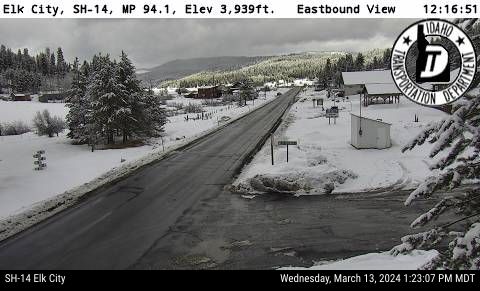 Elk City, SH-14, MP 94.1, Elev 3,939ft. Eastbound View 12:16:51
IDAHO
TRANSPORTATION DEPARTMENT
SH-14 Elk City Wednesday, March 13, 2024 1:23:07 PM MDT